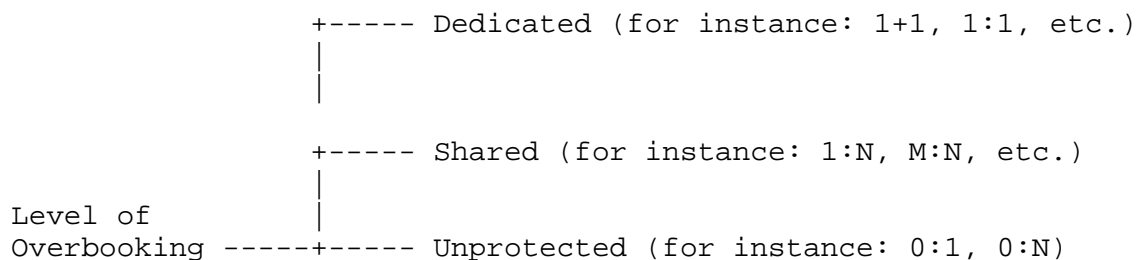 +----- Dedicated (for instance: 1+1, 1:1, etc.)
|
|
+----- Shared (for instance: 1:N, M:N, etc.)
|
Level of |
Overbooking -----+----- Unprotected (for instance: 0:1, 0:N)